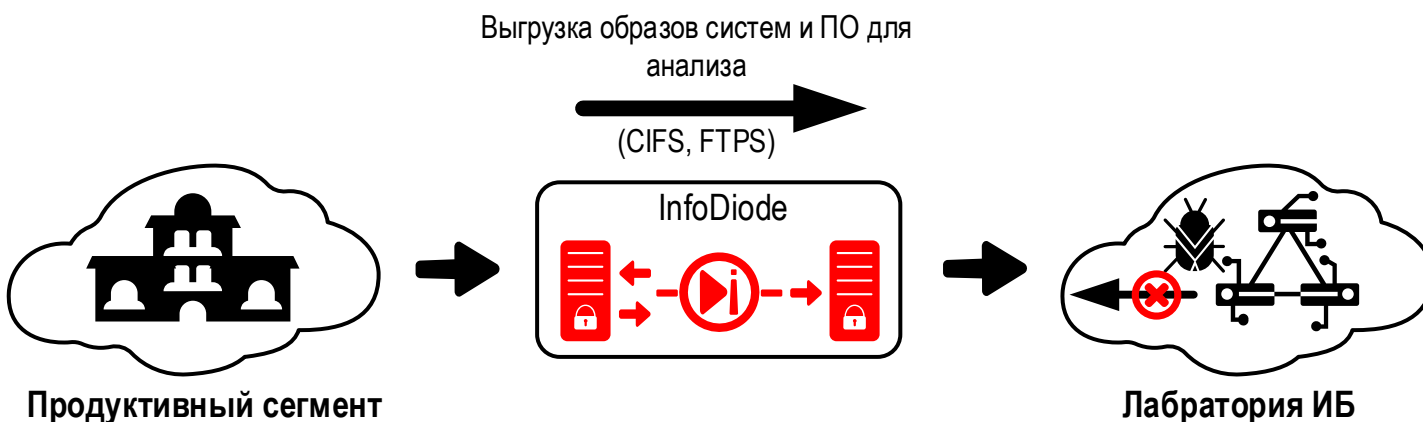 Выгрузка образов систем и ПО для
анализа
(CIFS, FTPS)
InfoDiode
Продуктивный сегмент
Лабратория ИБ